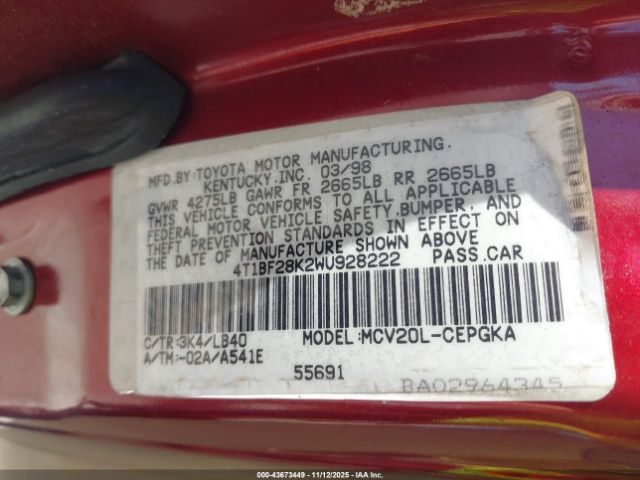 MFD.BY:TOYOTA MOTOR MANUFACTURING,
KENTUCKY,INC. 03/98
GVWR 4275LB GAWR FR 2665LB RR 2665LB
THIS VEHICLE CONFORMS TO ALL APPLICABLE
FEDERAL MOTOR VEHICLE SAFETY,BUMPER, AND
THEFT PREVENTION STANDARDS IN EFFECT ON
THE DATE OF MANUFACTURE SHOWN ABOVE
4T1BF28K2WU928222 PASS.CAR
C/TR:3K4/LB40 MODEL:MCV20L-CEPGKA
A/TM:-02A/A541E
55691
BA02964345
000-43673449 - 11/12/2025 - IAA Inc.